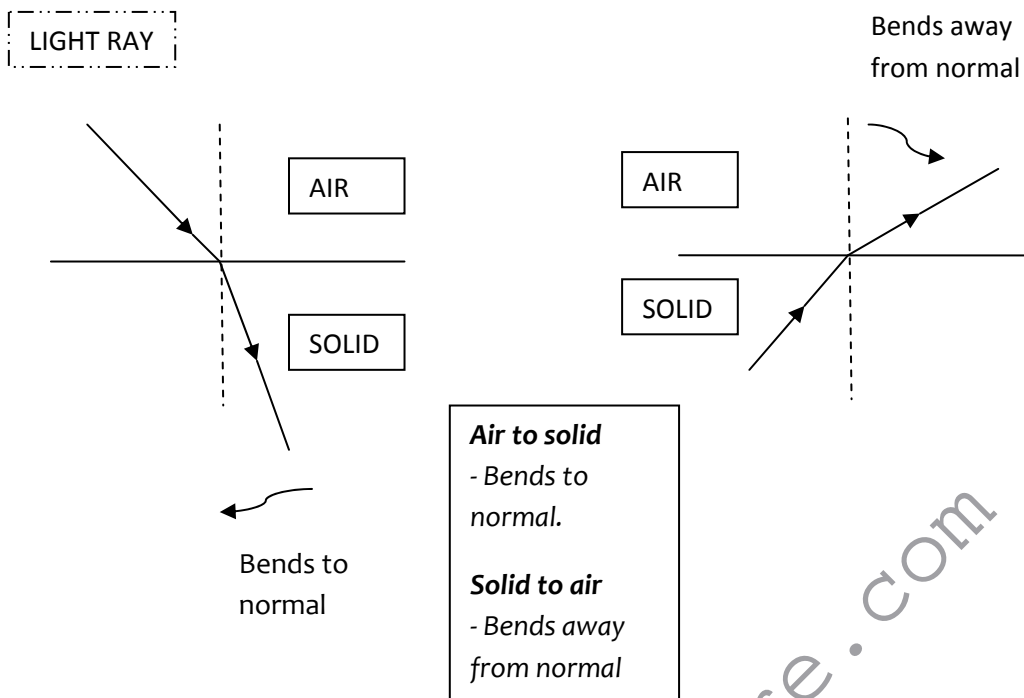 LIGHT RAY
Bends away
from normal
AIR
AIR
SOLID
SOLID
Air to solid
- Bends to
normal.
Solid to air
- Bends away
from normal
Bends to
normal